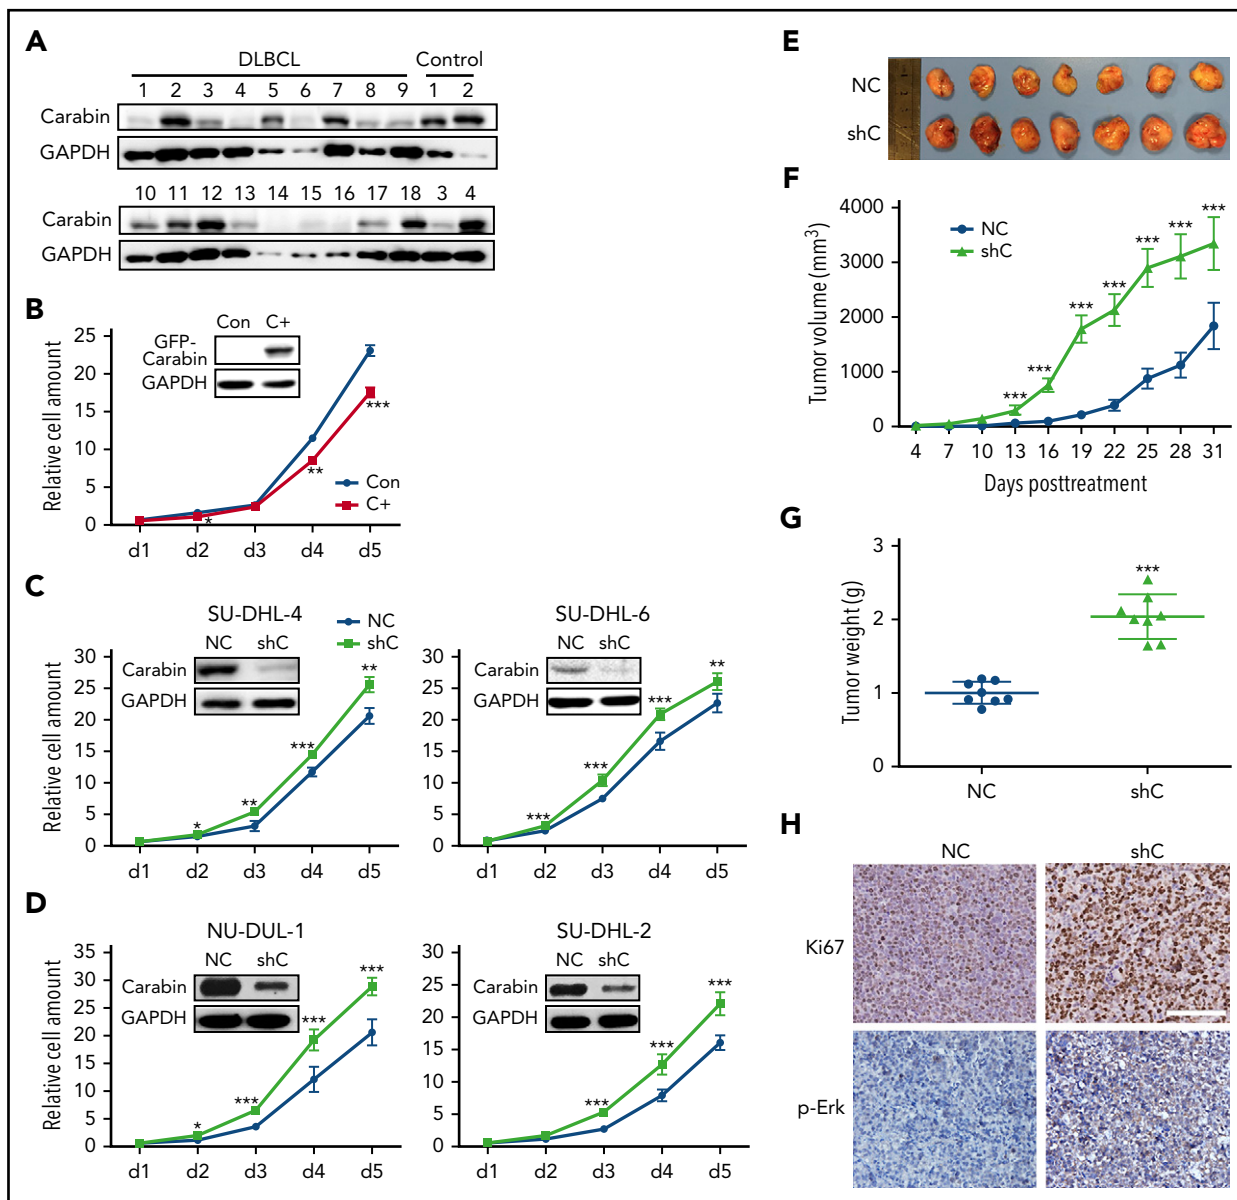 A
DLBCL Control
1 2 3 4 5 6 7 8 9 1 2
Carabin
GAPDH
10 11 12 13 14 15 16 17 18 3 4
Carabin
GAPDH
B
Relative cell amount
25
20
15
10
5
0
d1 d2 d3 d4 d5
Con C+
GFP-
Carabin
GAPDH
*
**
***
Con
C+
C
SU-DHL-4
NC
shC
NC shC
Carabin
GAPDH
Relative cell amount
30
25
20
15
10
5
0
*
**
***
**
d1 d2 d3 d4 d5
SU-DHL-6
NC shC
Carabin
GAPDH
30
25
20
15
10
5
0
***
***
***
**
d1 d2 d3 d4 d5
D
NU-DUL-1
NC shC
Carabin
GAPDH
Relative cell amount
35
30
25
20
15
10
5
0
*
***
***
***
d1 d2 d3 d4 d5
SU-DHL-2
NC shC
Carabin
GAPDH
30
25
20
15
10
5
0
***
***
***
d1 d2 d3 d4 d5
E
NC
shC
F
Tumor volume (mm³)
4000
3000
2000
1000
0
NC
shC
***
***
***
***
***
***
***
4 7 10 13 16 19 22 25 28 31
Days posttreatment
G
Tumor weight (g)
3
2
1
0
***
NC shC
H
NC shC
Ki67
p-Erk